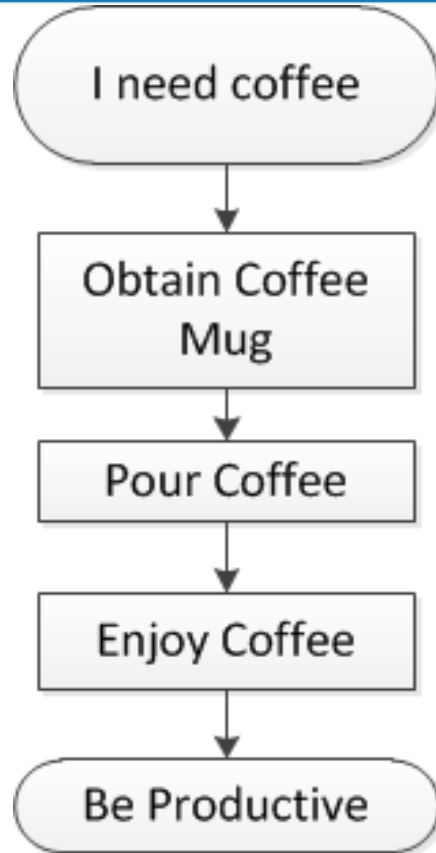 I need coffee
Obtain Coffee
Mug
Pour Coffee
Enjoy Coffee
Be Productive